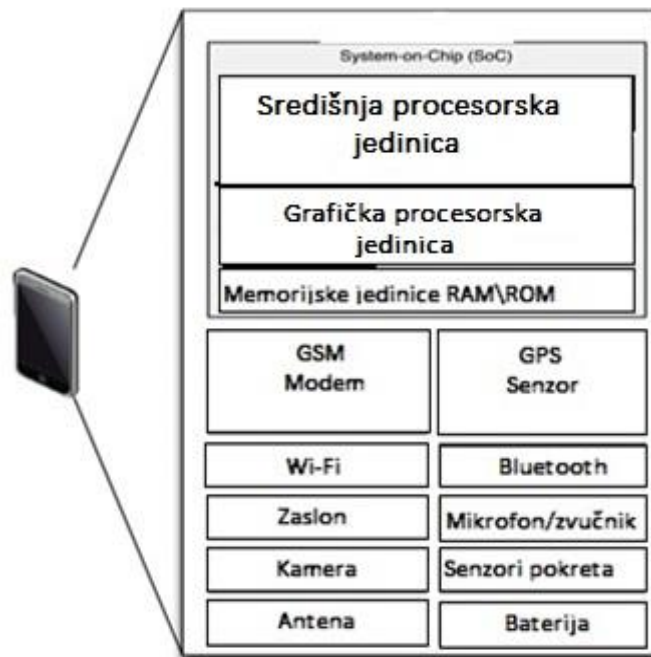 System-on-Chip (SoC)
Središnja procesorska
jedinica
Grafička procesorska
jedinica
Memorijske jedinice RAM\ROM
GSM
Modem
GPS
Senzor
Wi-Fi
Bluetooth
Zaslon
Mikrofon/zvučnik
Kamera
Senzori pokreta
Antena
Baterija